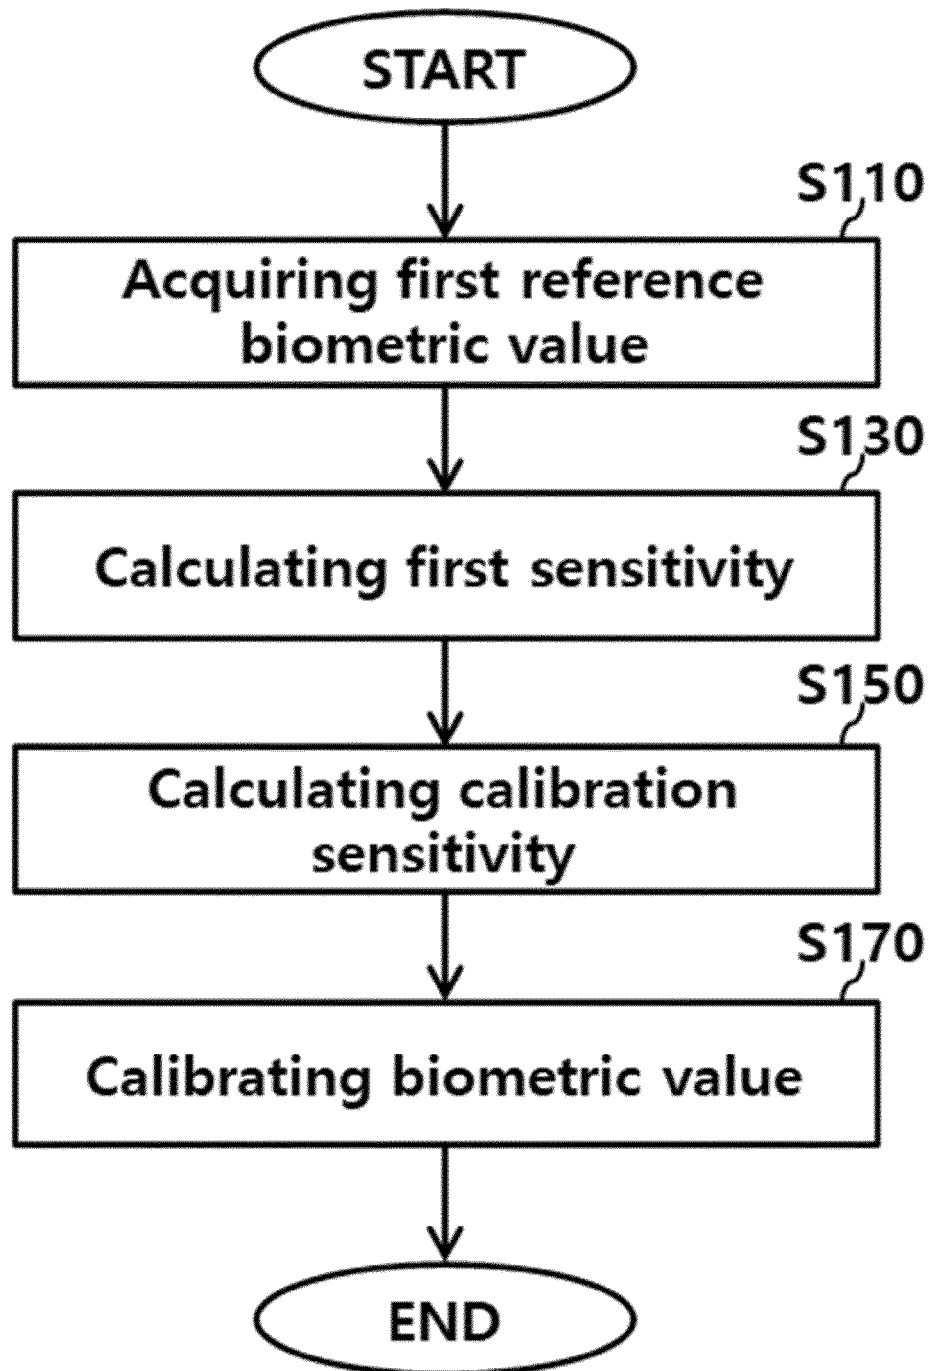 START
S110
Acquiring first reference
biometric value
S130
Calculating first sensitivity
S150
Calculating calibration
sensitivity
S170
Calibrating biometric value
END